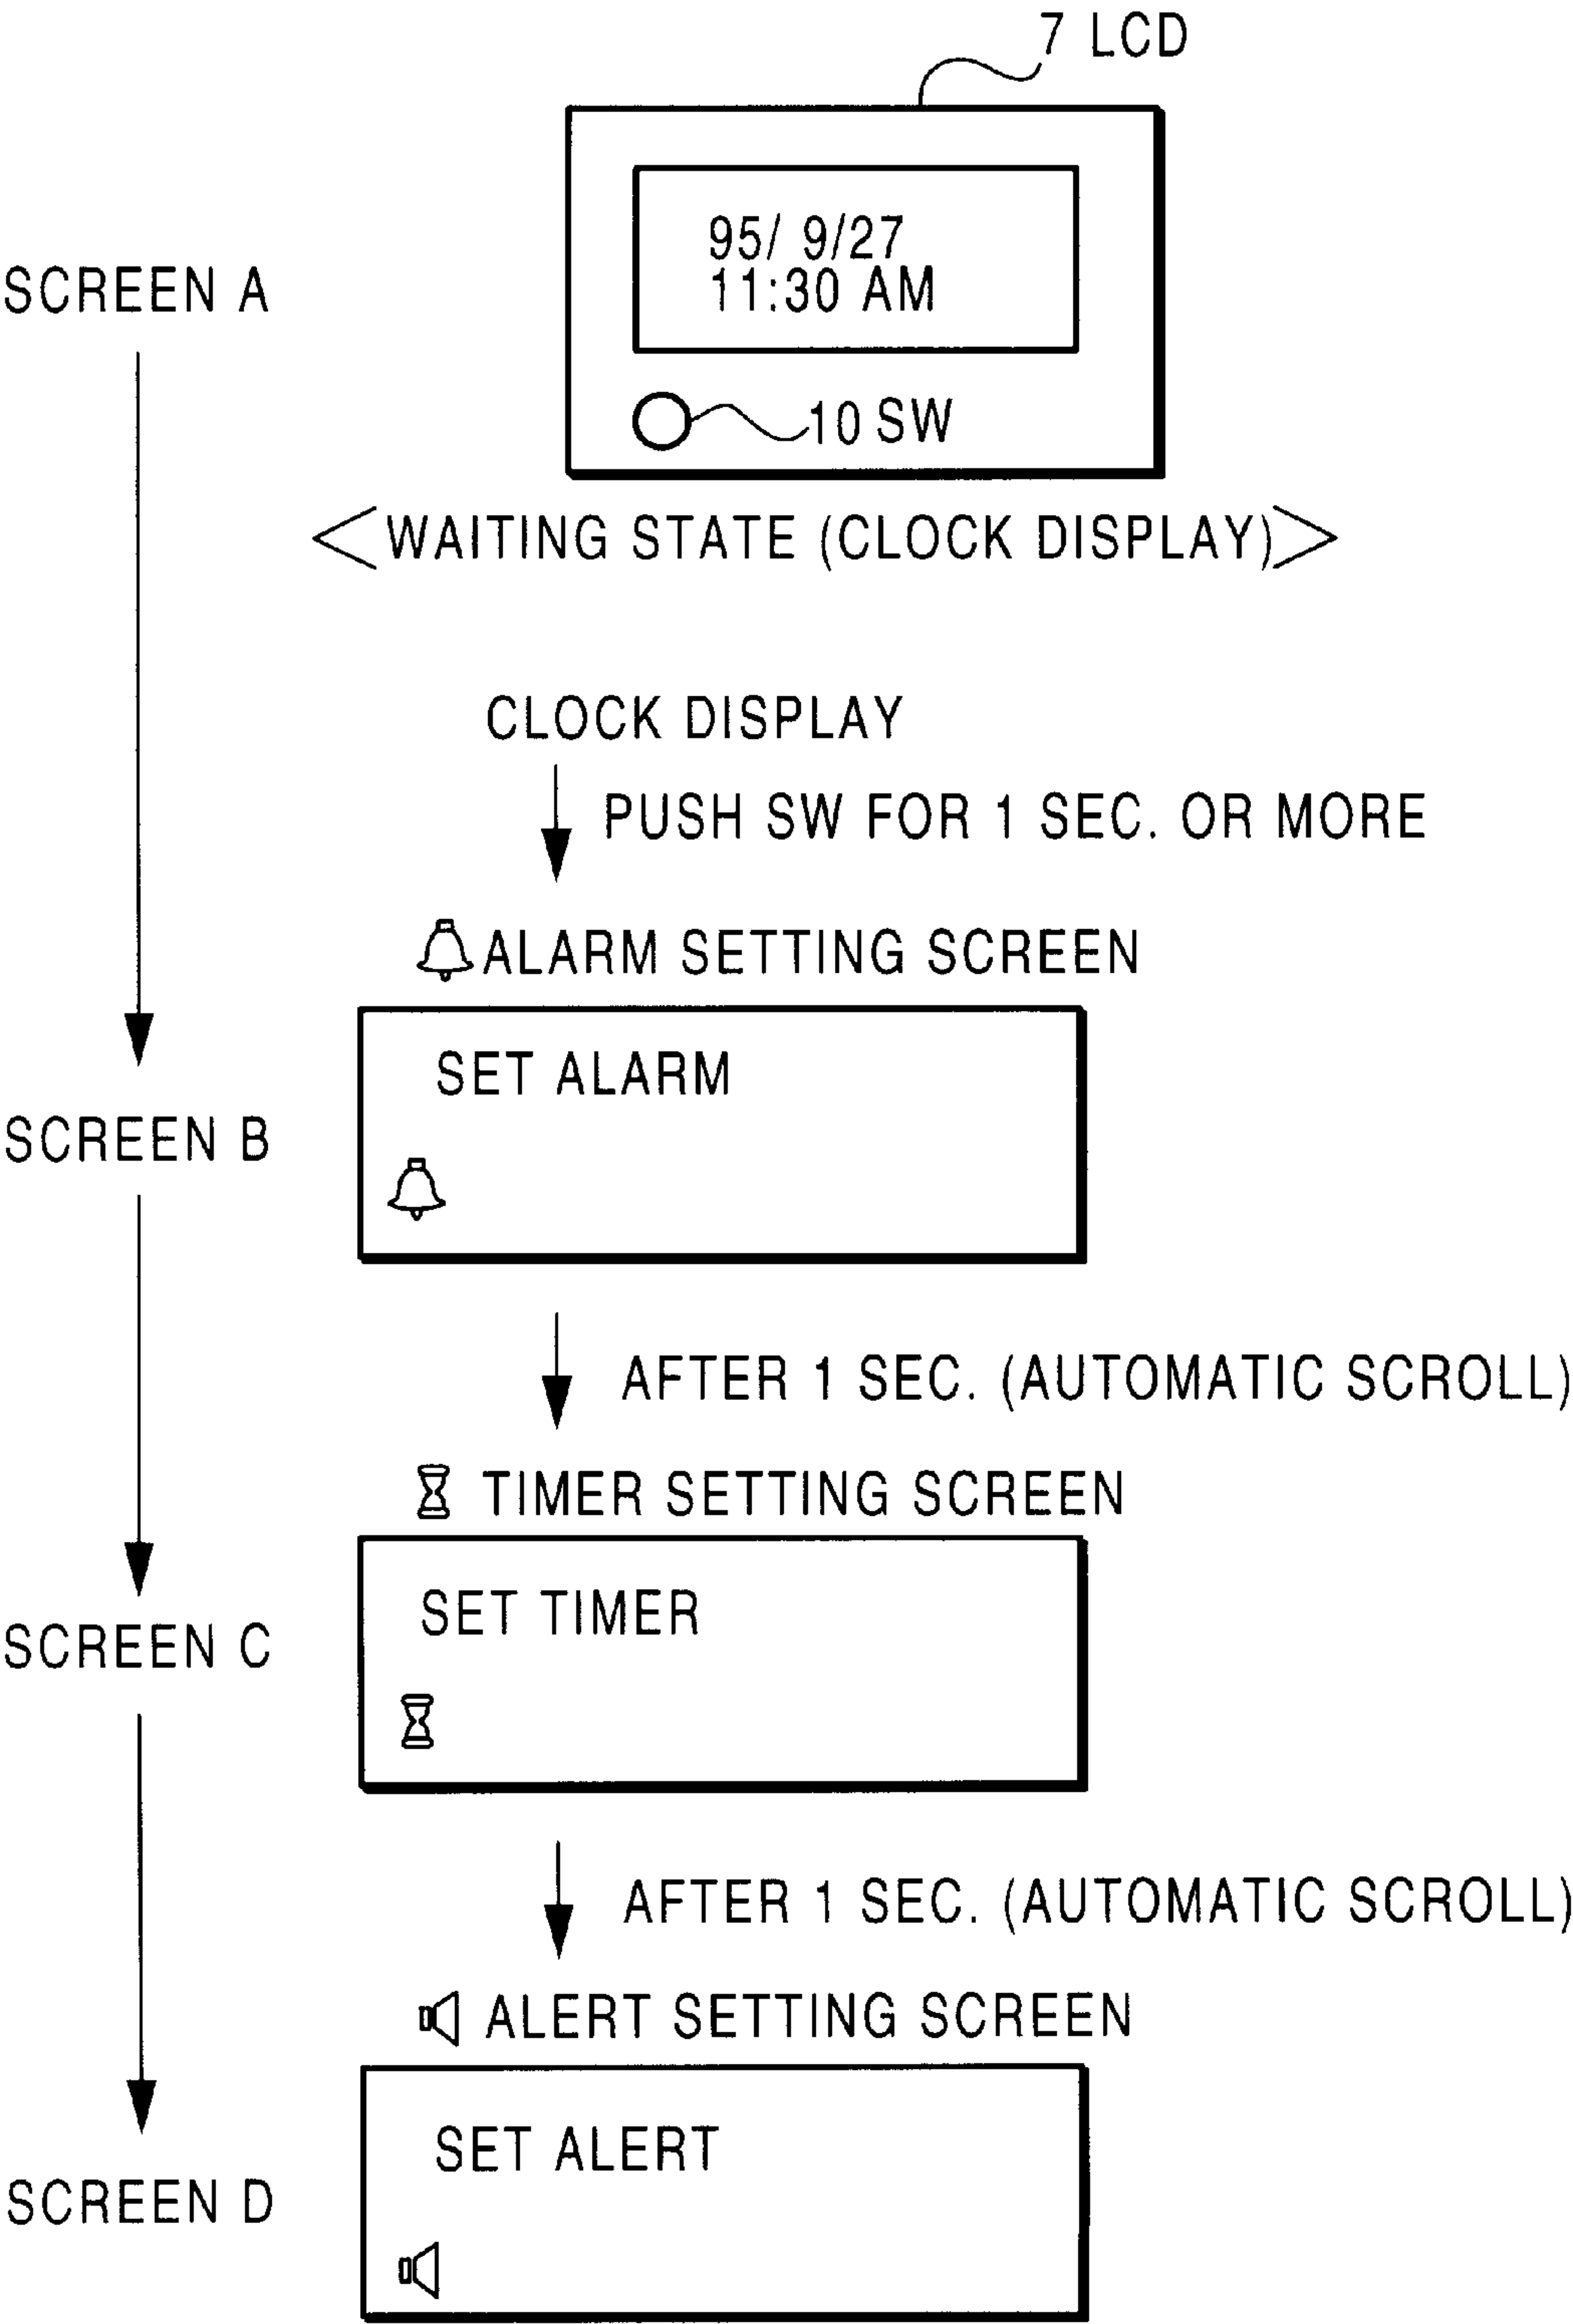 7 LCD
95/ 9/27
SCREEN A
11:30 AM
10 SW
<WAITING STATE (CLOCK DISPLAY)>
CLOCK DISPLAY
PUSH SW FOR 1 SEC. OR MORE
ALARM SETTING SCREEN
SET ALARM
SCREEN B
AFTER 1 SEC. (AUTOMATIC SCROLL)
TIMER SETTING SCREEN
SET TIMER
SCREEN C
AFTER 1 SEC. (AUTOMATIC SCROLL)
ALERT SETTING SCREEN
SET ALERT
SCREEN D